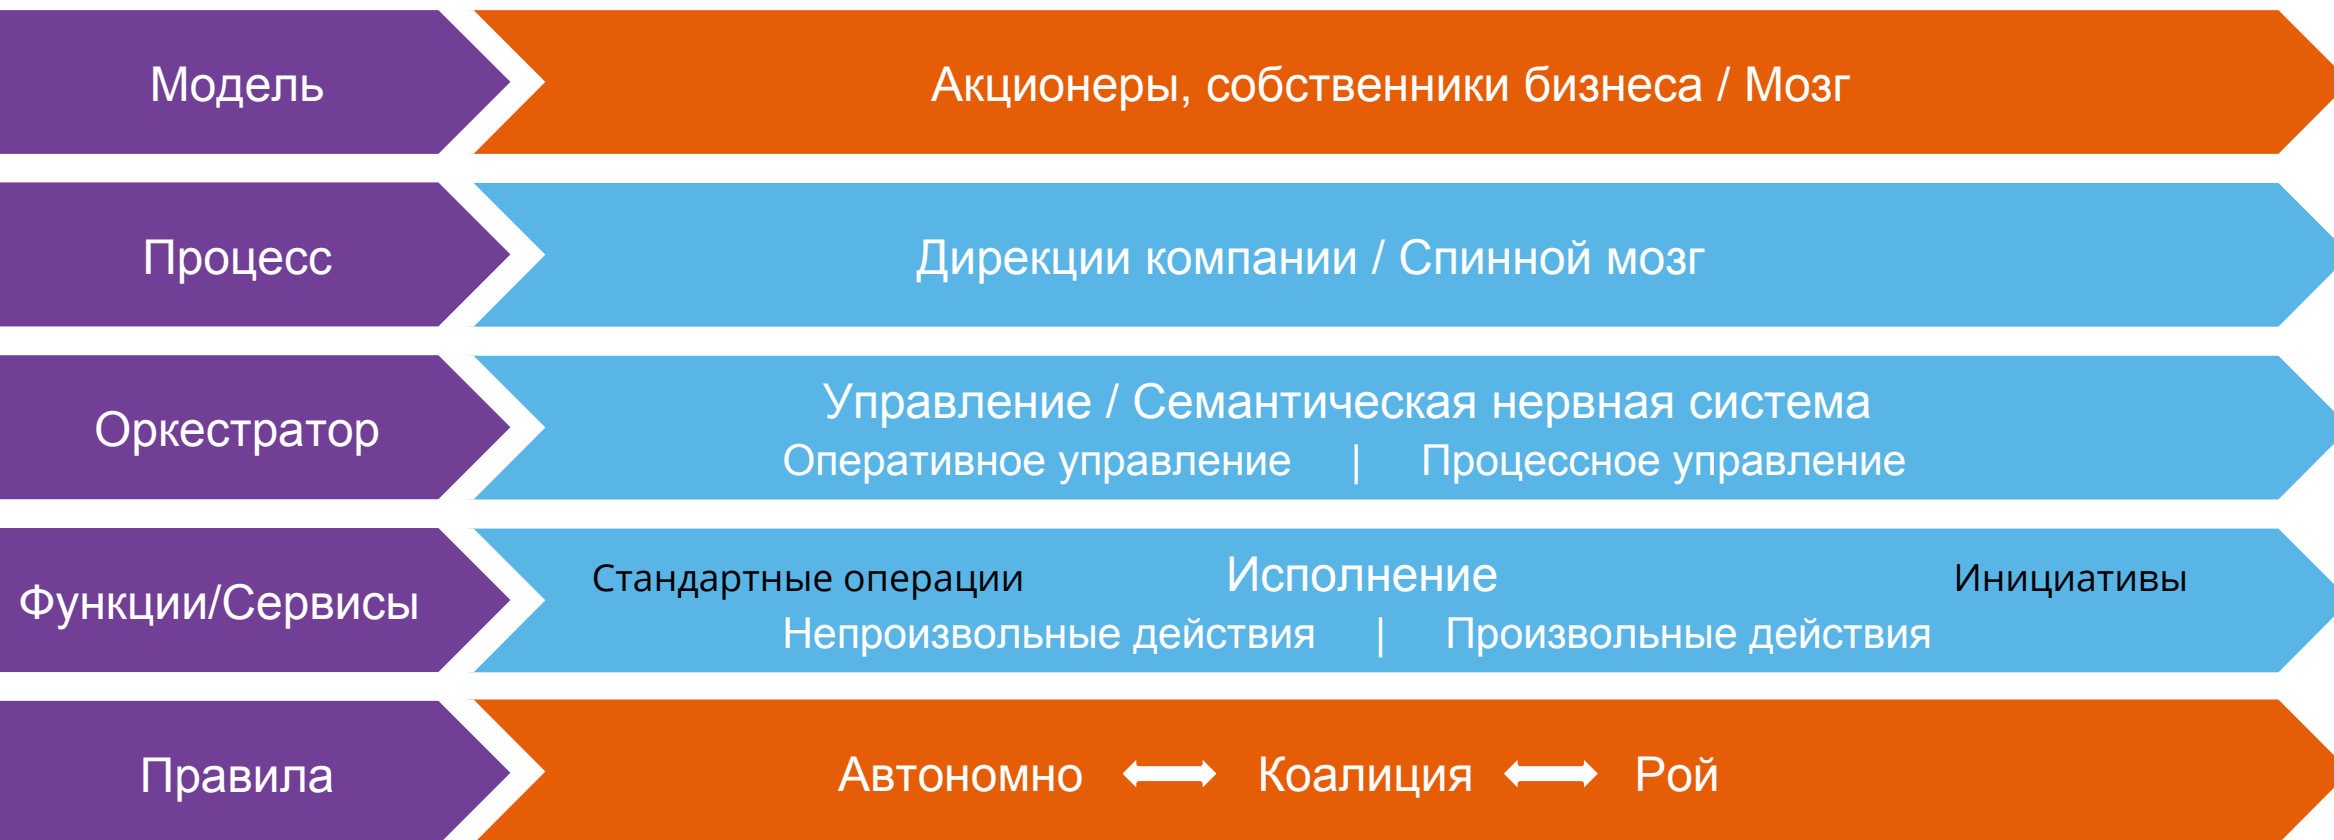 Модель
Акционеры, собственники бизнеса / Мозг
Процесс
Дирекции компании / Спинной мозг
Оркестратор
Управление / Семантическая нервная система
Оперативное управление | Процессное управление
Функции/Сервисы
Стандартные операции Исполнение Инициативы
Непроизвольные действия | Произвольные действия
Правила
Автономно Коалиция Рой